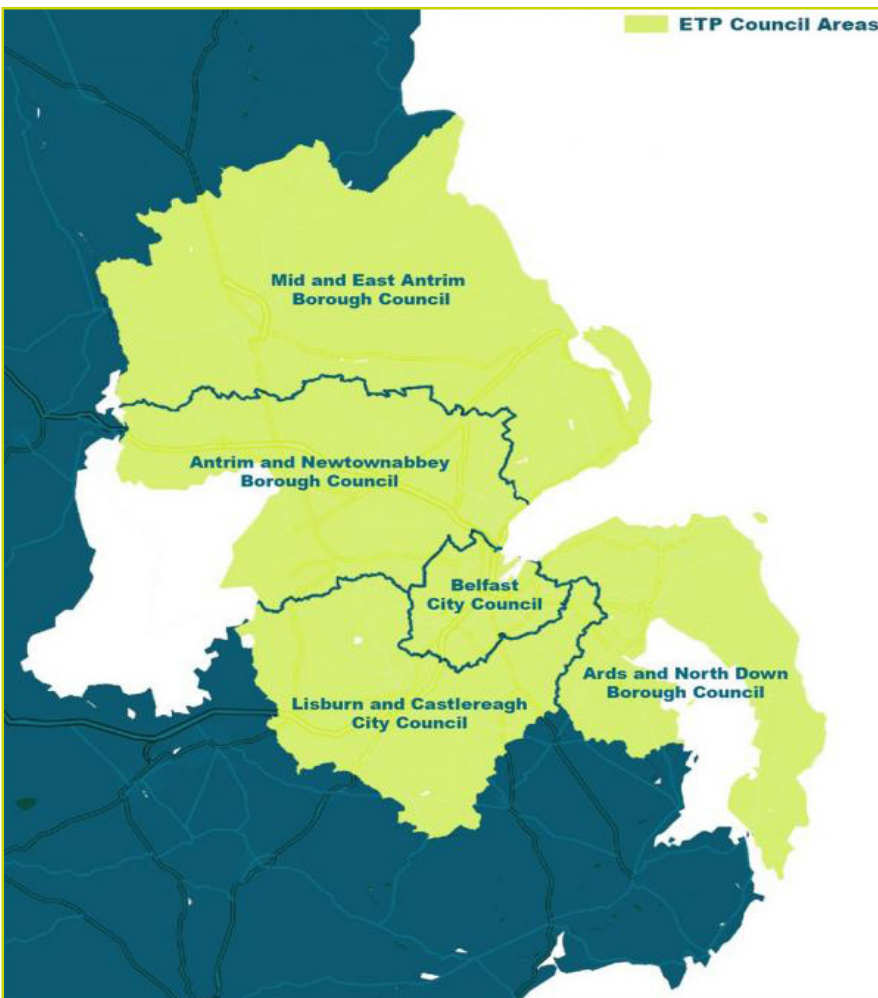 ETP Council Areas
Mid and East Antrim
Borough Council
Antrim and Newtownabbey
Borough Council
Belfast
City Council
Ards and North Down
Borough Council
Lisburn and Castlereagh
City Council